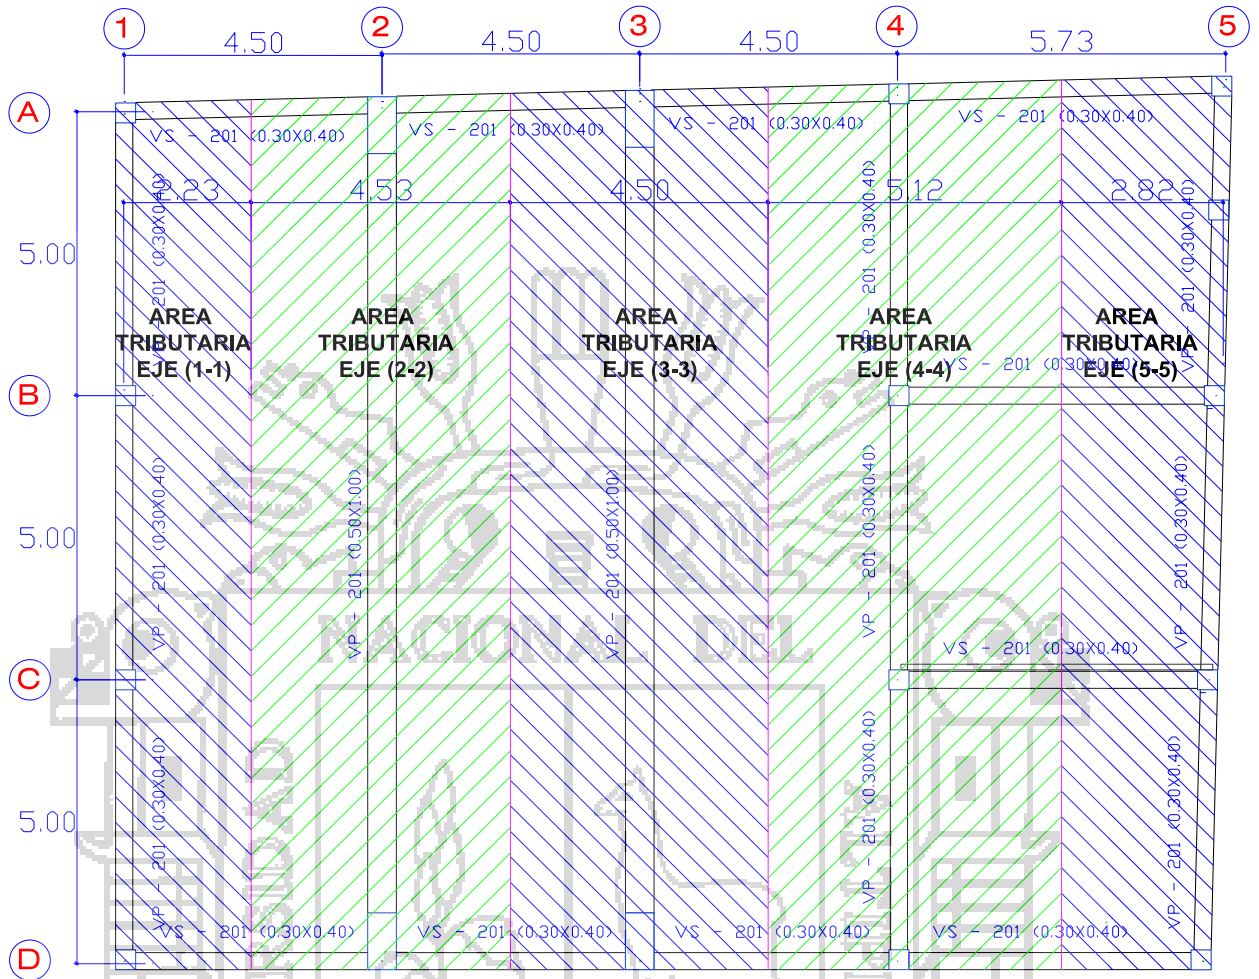 1 2 3 4 5
4.50 4.50 4.50 5.73
A
VS - 201 (0.30X0.40) VS - 201 (0.30X0.40) VS - 201 (0.30X0.40) VS - 201 (0.30X0.40)
2.23 4.53 4.50 5.12 2.82
VP - 201 (0.30X0.40)
VP - 201 (0.30X0.40)
VP - 201 (0.30X0.40)
5.00
AREA TRIBUTARIA EJE (1-1)
AREA TRIBUTARIA EJE (2-2)
AREA TRIBUTARIA EJE (3-3)
AREA TRIBUTARIA EJE (4-4)
AREA TRIBUTARIA EJE (5-5)
VS - 201 (0.30X0.40)
B
VP - 201 (0.30X0.40)
VP - 201 (0.50X1.00)
VP - 201 (0.50X1.00)
VP - 201 (0.30X0.40)
VP - 201 (0.30X0.40)
5.00
NACIONAL DEL
VS - 201 (0.30X0.40)
C
VP - 201 (0.30X0.40)
VP - 201 (0.30X0.40)
VP - 201 (0.30X0.40)
5.00
VS - 201 (0.30X0.40) VS - 201 (0.30X0.40) VS - 201 (0.30X0.40) VS - 201 (0.30X0.40)
D